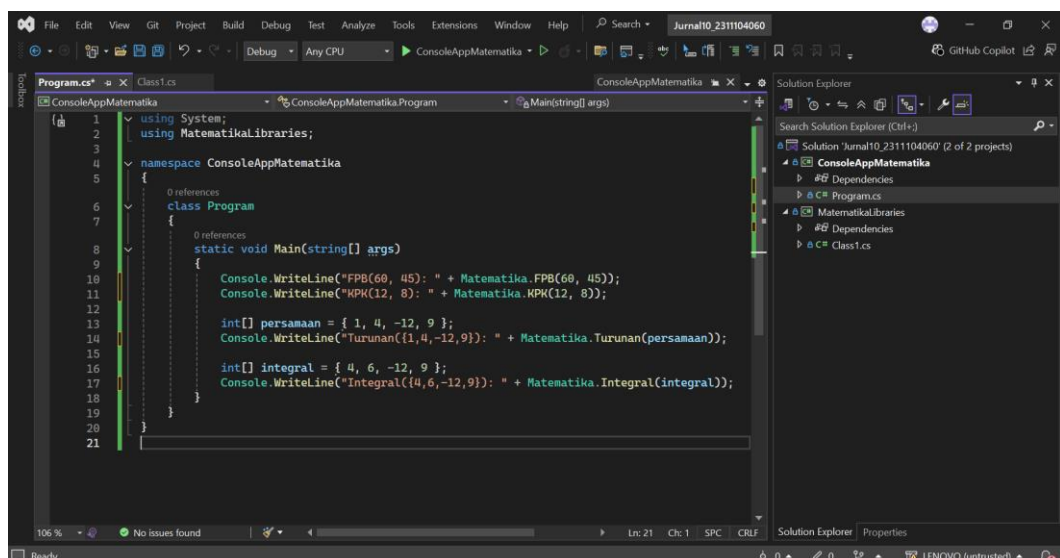 File Edit View Git Project Build Debug Test Analyze Tools Extensions Window Help Search Jurnal10_2311104060
Debug Any CPU ConsoleAppMatematika GitHub Copilot
Toolbox
Program.cs* Class1.cs ConsoleAppMatematika
ConsoleAppMatematika ConsoleAppMatematika.Program Main(string[] args)
1 using System;
2 using MatematikaLibraries;
3
4 namespace ConsoleAppMatematika
5 {
0 references
6 class Program
7 {
0 references
8 static void Main(string[] args)
9 {
10 Console.WriteLine("FPB(60, 45): " + Matematika.FPB(60, 45));
11 Console.WriteLine("KPK(12, 8): " + Matematika.KPK(12, 8));
12
13 int[] persamaan = { 1, 4, -12, 9 };
14 Console.WriteLine("Turunan({1,4,-12,9}): " + Matematika.Turunan(persamaan));
15
16 int[] integral = { 4, 6, -12, 9 };
17 Console.WriteLine("Integral({4,6,-12,9}): " + Matematika.Integral(integral));
18 }
19 }
20 }
21
106 % No issues found Ln: 21 Ch: 1 SPC CRLF
Solution Explorer
Search Solution Explorer (Ctrl+;)
Solution 'Jurnal10_2311104060' (2 of 2 projects)
ConsoleAppMatematika
Dependencies
C# Program.cs
MatematikaLibraries
Dependencies
C# Class1.cs
Solution Explorer Properties
Ready 0 0 LENOVO (untrusted)